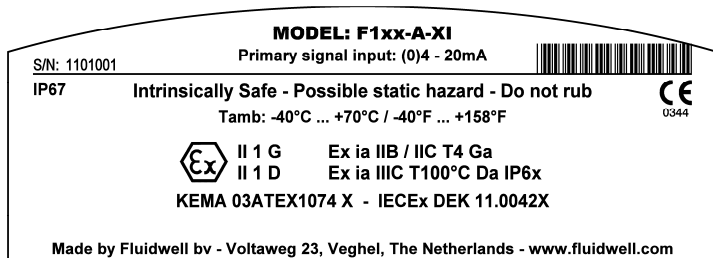 MODEL: F1xx-A-XI
Primary signal input: (0)4 - 20mA
S/N: 1101001
IP67
Intrinsically Safe - Possible static hazard - Do not rub
CE
Tamb: -40°C ... +70°C / -40°F ... +158°F
0344
Ex II 1 G Ex ia IIB / IIC T4 Ga
II 1 D Ex ia IIIC T100°C Da IP6x
KEMA 03ATEX1074 X - IECEx DEK 11.0042X
Made by Fluidwell bv - Voltaweg 23, Veghel, The Netherlands - www.fluidwell.com